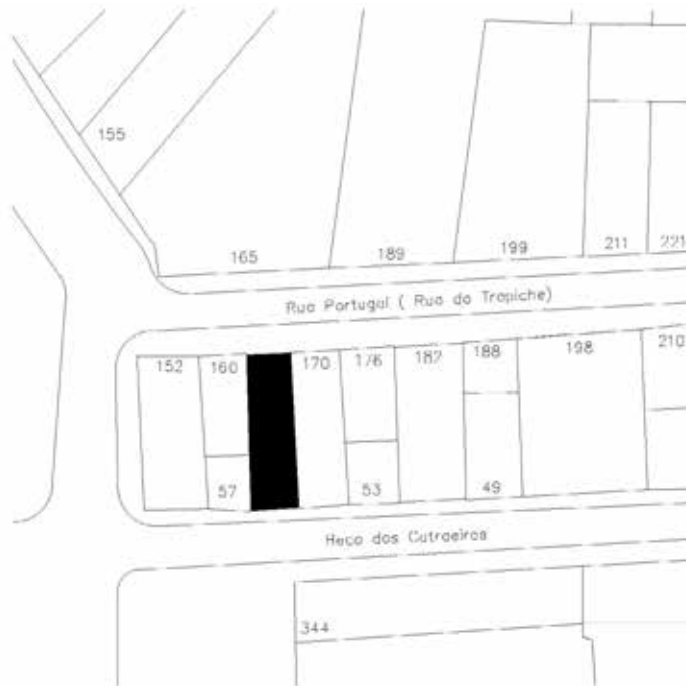 155
165 189 199 211 221
Rua Portugal ( Rua do Trapiche)
152 160 170 176 182 188 198 210
57 53 49
Heco dos Cutraeiros
344